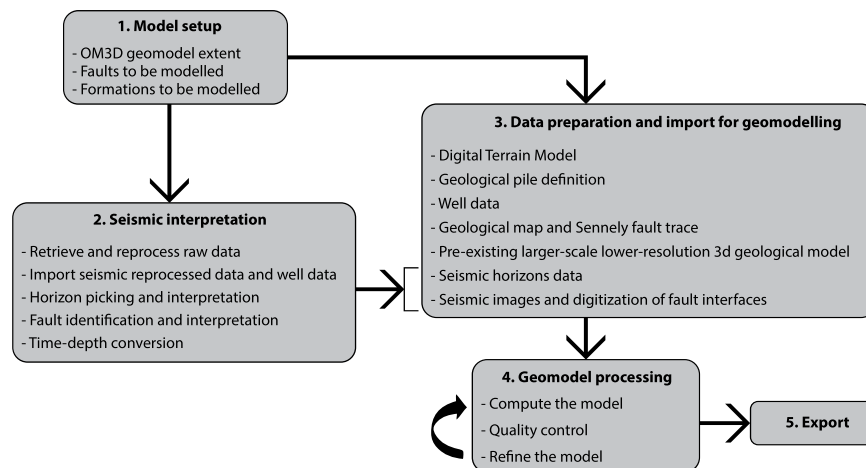 1. Model setup
- OM3D geomodel extent
- Faults to be modelled
- Formations to be modelled
2. Seismic interpretation
- Retrieve and reprocess raw data
- Import seismic reprocessed data and well data
- Horizon picking and interpretation
- Fault identification and interpretation
- Time-depth conversion
3. Data preparation and import for geomodelling
- Digital Terrain Model
- Geological pile definition
- Well data
- Geological map and Sennely fault trace
- Pre-existing larger-scale lower-resolution 3d geological model
- Seismic horizons data
- Seismic images and digitization of fault interfaces
4. Geomodel processing
- Compute the model
- Quality control
- Refine the model
5. Export